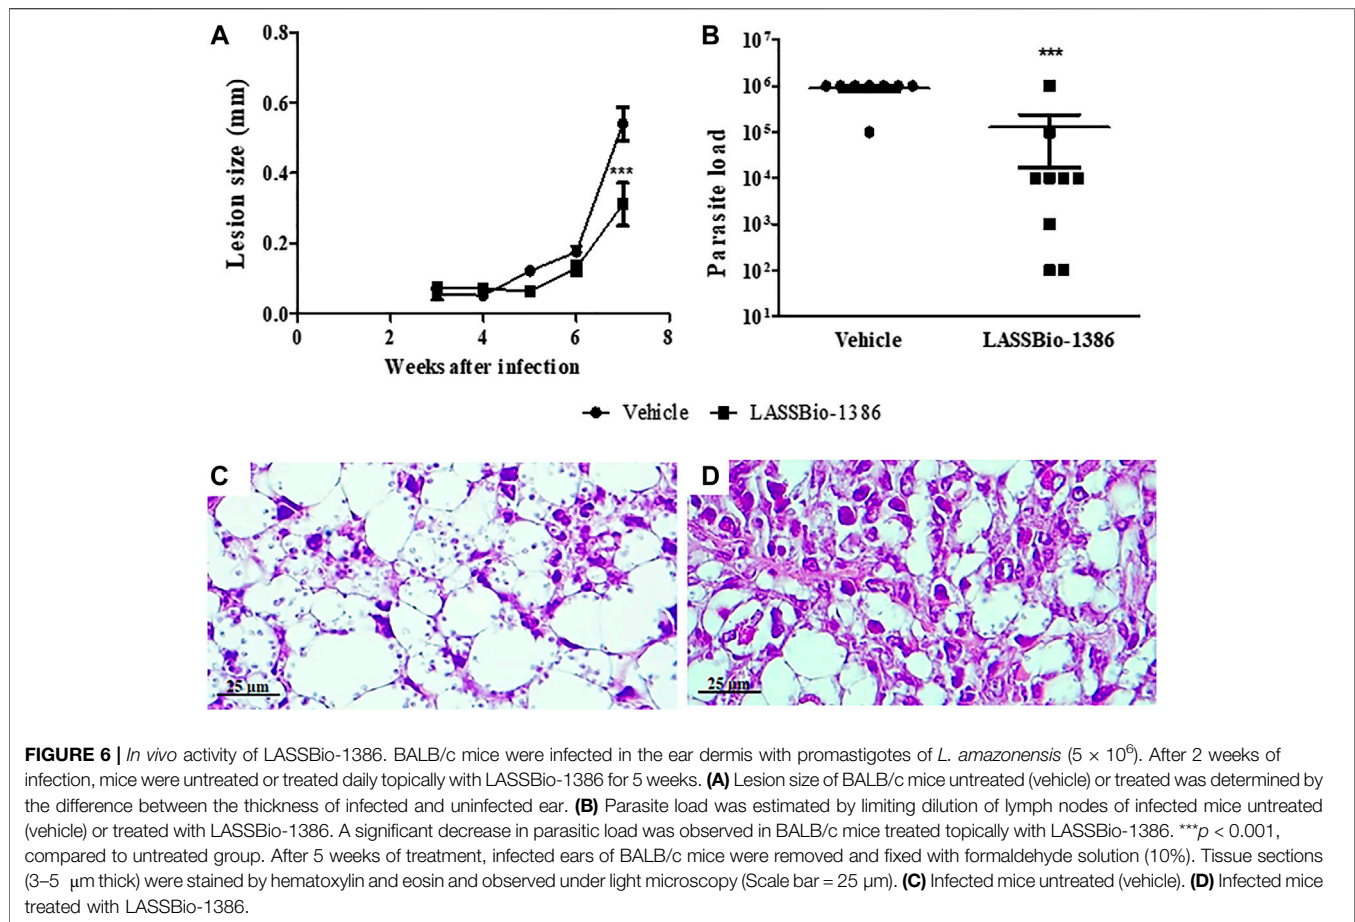 A
0.8
0.6
0.4
0.2
0.0
Lesion size (mm)
***
0 2 4 6 8
Weeks after infection
B
10⁷
10⁶
10⁵
10⁴
10³
10²
10¹
Parasite load
***
Vehicle LASSBio-1386
Vehicle LASSBio-1386
C
25 μm
D
25 μm
FIGURE 6 | In vivo activity of LASSBio-1386. BALB/c mice were infected in the ear dermis with promastigotes of L. amazonensis (5 × 10⁶). After 2 weeks of
infection, mice were untreated or treated daily topically with LASSBio-1386 for 5 weeks. (A) Lesion size of BALB/c mice untreated (vehicle) or treated was determined by
the difference between the thickness of infected and uninfected ear. (B) Parasite load was estimated by limiting dilution of lymph nodes of infected mice untreated
(vehicle) or treated with LASSBio-1386. A significant decrease in parasitic load was observed in BALB/c mice treated topically with LASSBio-1386. ***p < 0.001,
compared to untreated group. After 5 weeks of treatment, infected ears of BALB/c mice were removed and fixed with formaldehyde solution (10%). Tissue sections
(3–5 μm thick) were stained by hematoxylin and eosin and observed under light microscopy (Scale bar = 25 μm). (C) Infected mice untreated (vehicle). (D) Infected mice
treated with LASSBio-1386.